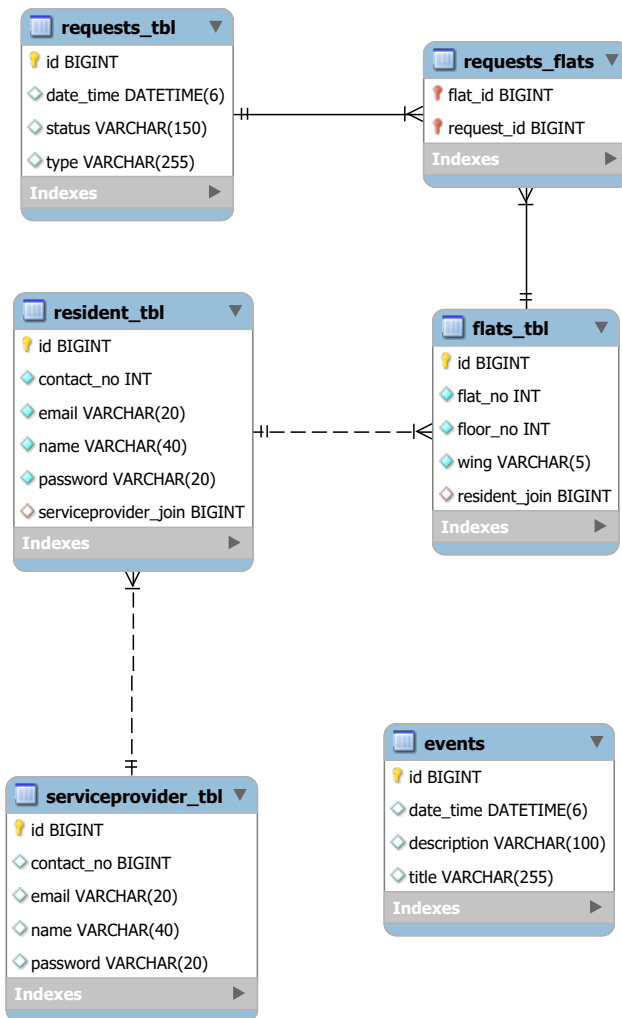 requests_tbl
id BIGINT
date_time DATETIME(6)
status VARCHAR(150)
type VARCHAR(255)
Indexes
requests_flats
flat_id BIGINT
request_id BIGINT
Indexes
resident_tbl
id BIGINT
contact_no INT
email VARCHAR(20)
name VARCHAR(40)
password VARCHAR(20)
serviceprovider_join BIGINT
Indexes
flats_tbl
id BIGINT
flat_no INT
floor_no INT
wing VARCHAR(5)
resident_join BIGINT
Indexes
serviceprovider_tbl
id BIGINT
contact_no BIGINT
email VARCHAR(20)
name VARCHAR(40)
password VARCHAR(20)
Indexes
events
id BIGINT
date_time DATETIME(6)
description VARCHAR(100)
title VARCHAR(255)
Indexes